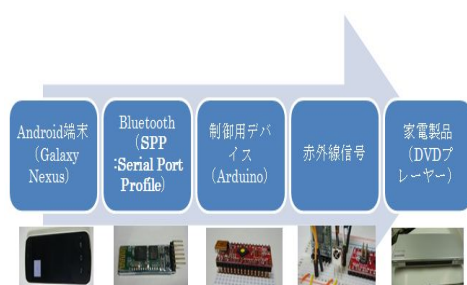 Android端末
（Galaxy
Nexus）
Bluetooth
（SPP
:Serial Port
Profile）
制御用デバ
イス
（Arduino）
赤外線信号
家電製品
（DVDプ
レーヤー）